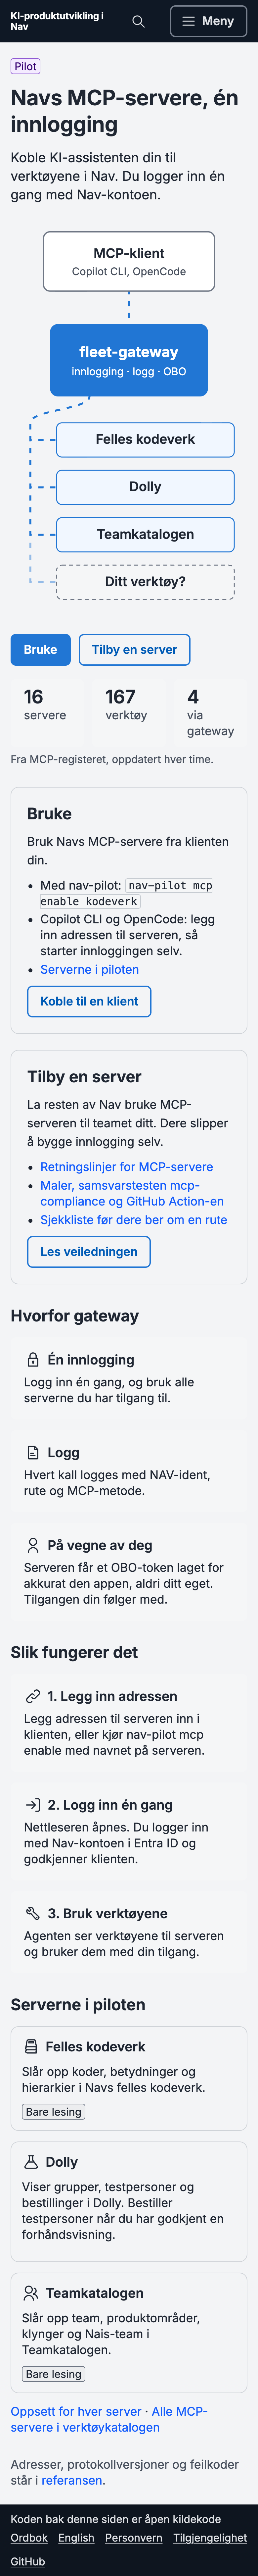 KI-produktutvikling i
Nav
Meny
Pilot
Navs MCP-servere, én
innlogging
Koble KI-assistenten din til
verktøyene i Nav. Du logger inn én
gang med Nav-kontoen.
MCP-klient
Copilot CLI, OpenCode
fleet-gateway
innlogging · logg · OBO
Felles kodeverk
Dolly
Teamkatalogen
Ditt verktøy?
Bruke
Tilby en server
16
servere
167
verktøy
4
via
gateway
Fra MCP-registeret, oppdatert hver time.
Bruke
Bruk Navs MCP-servere fra klienten
din.
• Med nav-pilot: nav-pilot mcp
enable kodeverk
• Copilot CLI og OpenCode: legg
inn adressen til serveren, så
starter innloggingen selv.
• Serverne i piloten
Koble til en klient
Tilby en server
La resten av Nav bruke MCP-
serveren til teamet ditt. Dere slipper
å bygge innlogging selv.
• Retningslinjer for MCP-servere
• Maler, samsvarstesten mcp-
compliance og GitHub Action-en
• Sjekkliste før dere ber om en rute
Les veiledningen
Hvorfor gateway
Én innlogging
Logg inn én gang, og bruk alle
serverne du har tilgang til.
Logg
Hvert kall logges med NAV-ident,
rute og MCP-metode.
På vegne av deg
Serveren får et OBO-token laget for
akkurat den appen, aldri ditt eget.
Tilgangen din følger med.
Slik fungerer det
1. Legg inn adressen
Legg adressen til serveren inn i
klienten, eller kjør nav-pilot mcp
enable med navnet på serveren.
2. Logg inn én gang
Nettleseren åpnes. Du logger inn
med Nav-kontoen i Entra ID og
godkjenner klienten.
3. Bruk verktøyene
Agenten ser verktøyene til serveren
og bruker dem med din tilgang.
Serverne i piloten
Felles kodeverk
Slår opp koder, betydninger og
hierarkier i Navs felles kodeverk.
Bare lesing
Dolly
Viser grupper, testpersoner og
bestillinger i Dolly. Bestiller
testpersoner når du har godkjent en
forhåndsvisning.
Teamkatalogen
Slår opp team, produktområder,
klynger og Nais-team i
Teamkatalogen.
Bare lesing
Oppsett for hver server · Alle MCP-
servere i verktøykatalogen
Adresser, protokollversjoner og feilkoder
står i referansen.
Koden bak denne siden er åpen kildekode
Ordbok English Personvern Tilgjengelighet
GitHub